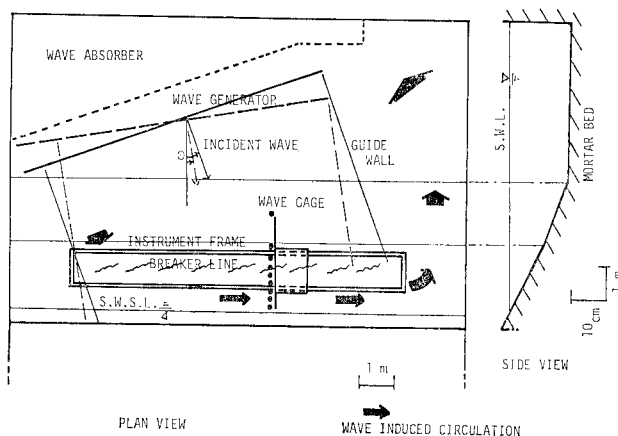 WAVE ABSORBER
WAVE GENERATOR
INCIDENT WAVE
GUIDE
WALL
WAVE GAGE
INSTRUMENT FRAME
BREAKER LINE
S.W.S.L.
1 m
PLAN VIEW
WAVE INDUCED CIRCULATION
S.W.L.
MORTAR BED
10 cm
1 m
SIDE VIEW